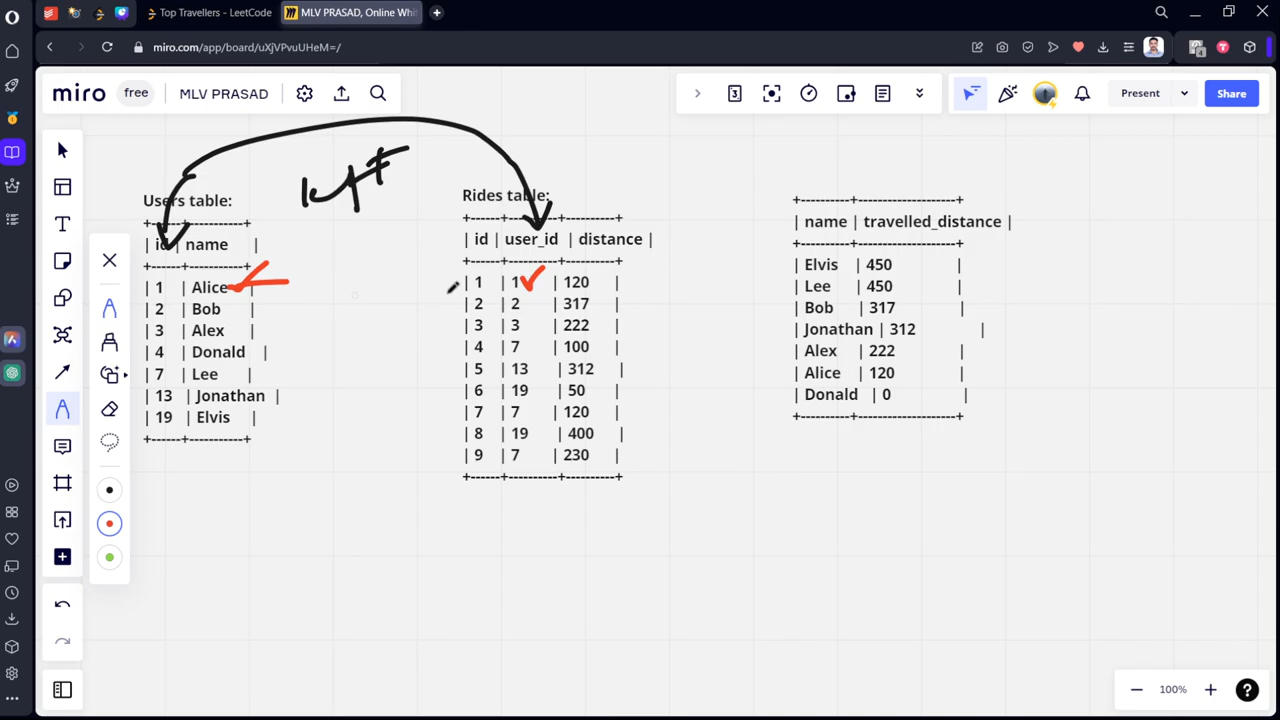 Top Travellers - LeetCode
MLV PRASAD, Online Whi
miro.com/app/board/uXjVPvuUHeM=/
miro free MLV PRASAD
3
Present
Share
left
Users table:
+------+-----------+
| id | name |
+------+-----------+
| 1 | Alice |
| 2 | Bob |
| 3 | Alex |
| 4 | Donald |
| 7 | Lee |
| 13 | Jonathan |
| 19 | Elvis |
+------+-----------+
Rides table:
+------+----------+----------+
| id | user_id | distance |
+------+----------+----------+
| 1 | 1 | 120 |
| 2 | 2 | 317 |
| 3 | 3 | 222 |
| 4 | 7 | 100 |
| 5 | 13 | 312 |
| 6 | 19 | 50 |
| 7 | 7 | 120 |
| 8 | 19 | 400 |
| 9 | 7 | 230 |
+------+----------+----------+
+----------+--------------------+
| name | travelled_distance |
+----------+--------------------+
| Elvis | 450 |
| Lee | 450 |
| Bob | 317 |
| Jonathan | 312 |
| Alex | 222 |
| Alice | 120 |
| Donald | 0 |
+----------+--------------------+
100%